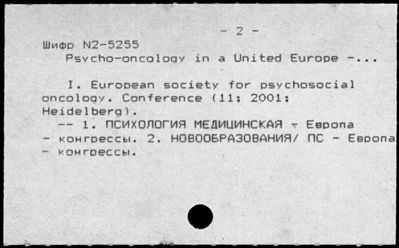 - 2 -
Шифр N2-5255
Psycho-oncology in a United Europe -...
I. European society for psychosocial
oncology. Conference (11; 2001;
Heidelberg).
-- 1. ПСИХОЛОГИЯ МЕДИЦИНСКАЯ - Европа
- конгрессы. 2. НОВООБРАЗОВАНИЯ/ ПС - Европа
- конгрессы.